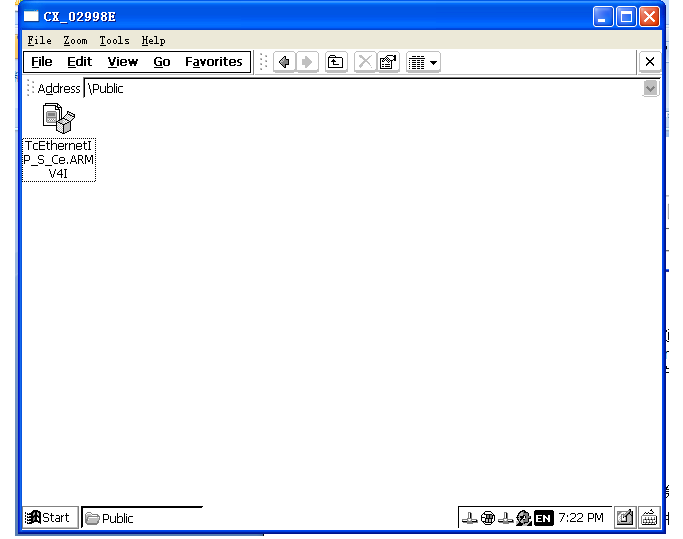 CX_02998E
File Zoom Tools Help
File Edit View Go Favorites
Address \Public
TcEthernetI
P_S_Ce.ARM
V4I
Start Public EN 7:22 PM